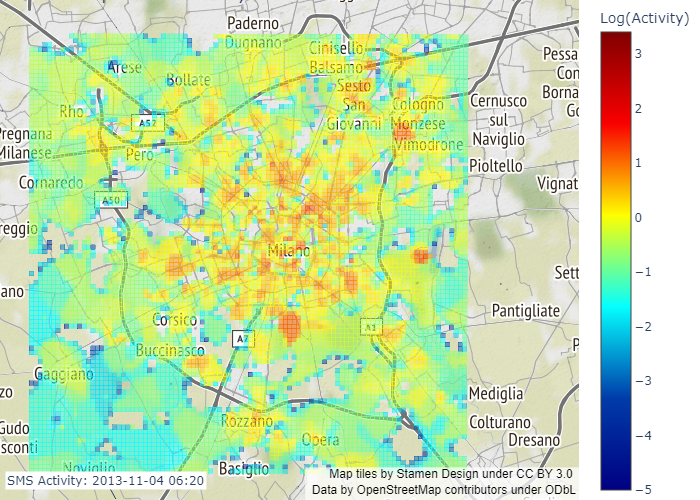 Log(Activity)
Paderno
Dugnano
Cinisello
Balsamo
Arese
Bollate
Sesto
San
Giovanni
Cologno
Monzese
Vimodrone
Pessa
Con
Borna
Go
Cernusco
sul
Naviglio
Rho
A52
Pregnana
Milanese
Pero
Pioltello
Cornaredo
Vignat
A50
reggio
Milano
Sett
ano
Pantigliate
Corsico
A1
A7
Buccinasco
P
Gaggiano
zo
Mediglia
Rozzano
Colturano
Gudo
sconti
Opera
Dresano
Noviglio
Basiglio
SMS Activity: 2013-11-04 06:20
Map tiles by Stamen Design under CC BY 3.0
Data by OpenStreetMap contributors under ODbL
3
2
1
0
−1
−2
−3
−4
−5